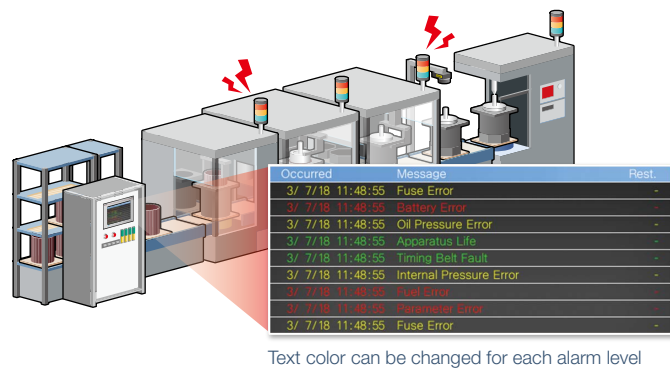 Occurred Message Rest.
3/ 7/18 11:48:55 Fuse Error -
3/ 7/18 11:48:55 Battery Error -
3/ 7/18 11:48:55 Oil Pressure Error -
3/ 7/18 11:48:55 Apparatus Life -
3/ 7/18 11:48:55 Timing Belt Fault -
3/ 7/18 11:48:55 Internal Pressure Error -
3/ 7/18 11:48:55 Fuel Error -
3/ 7/18 11:48:55 Paremeter Error -
3/ 7/18 11:48:55 Fuse Error -
Text color can be changed for each alarm level